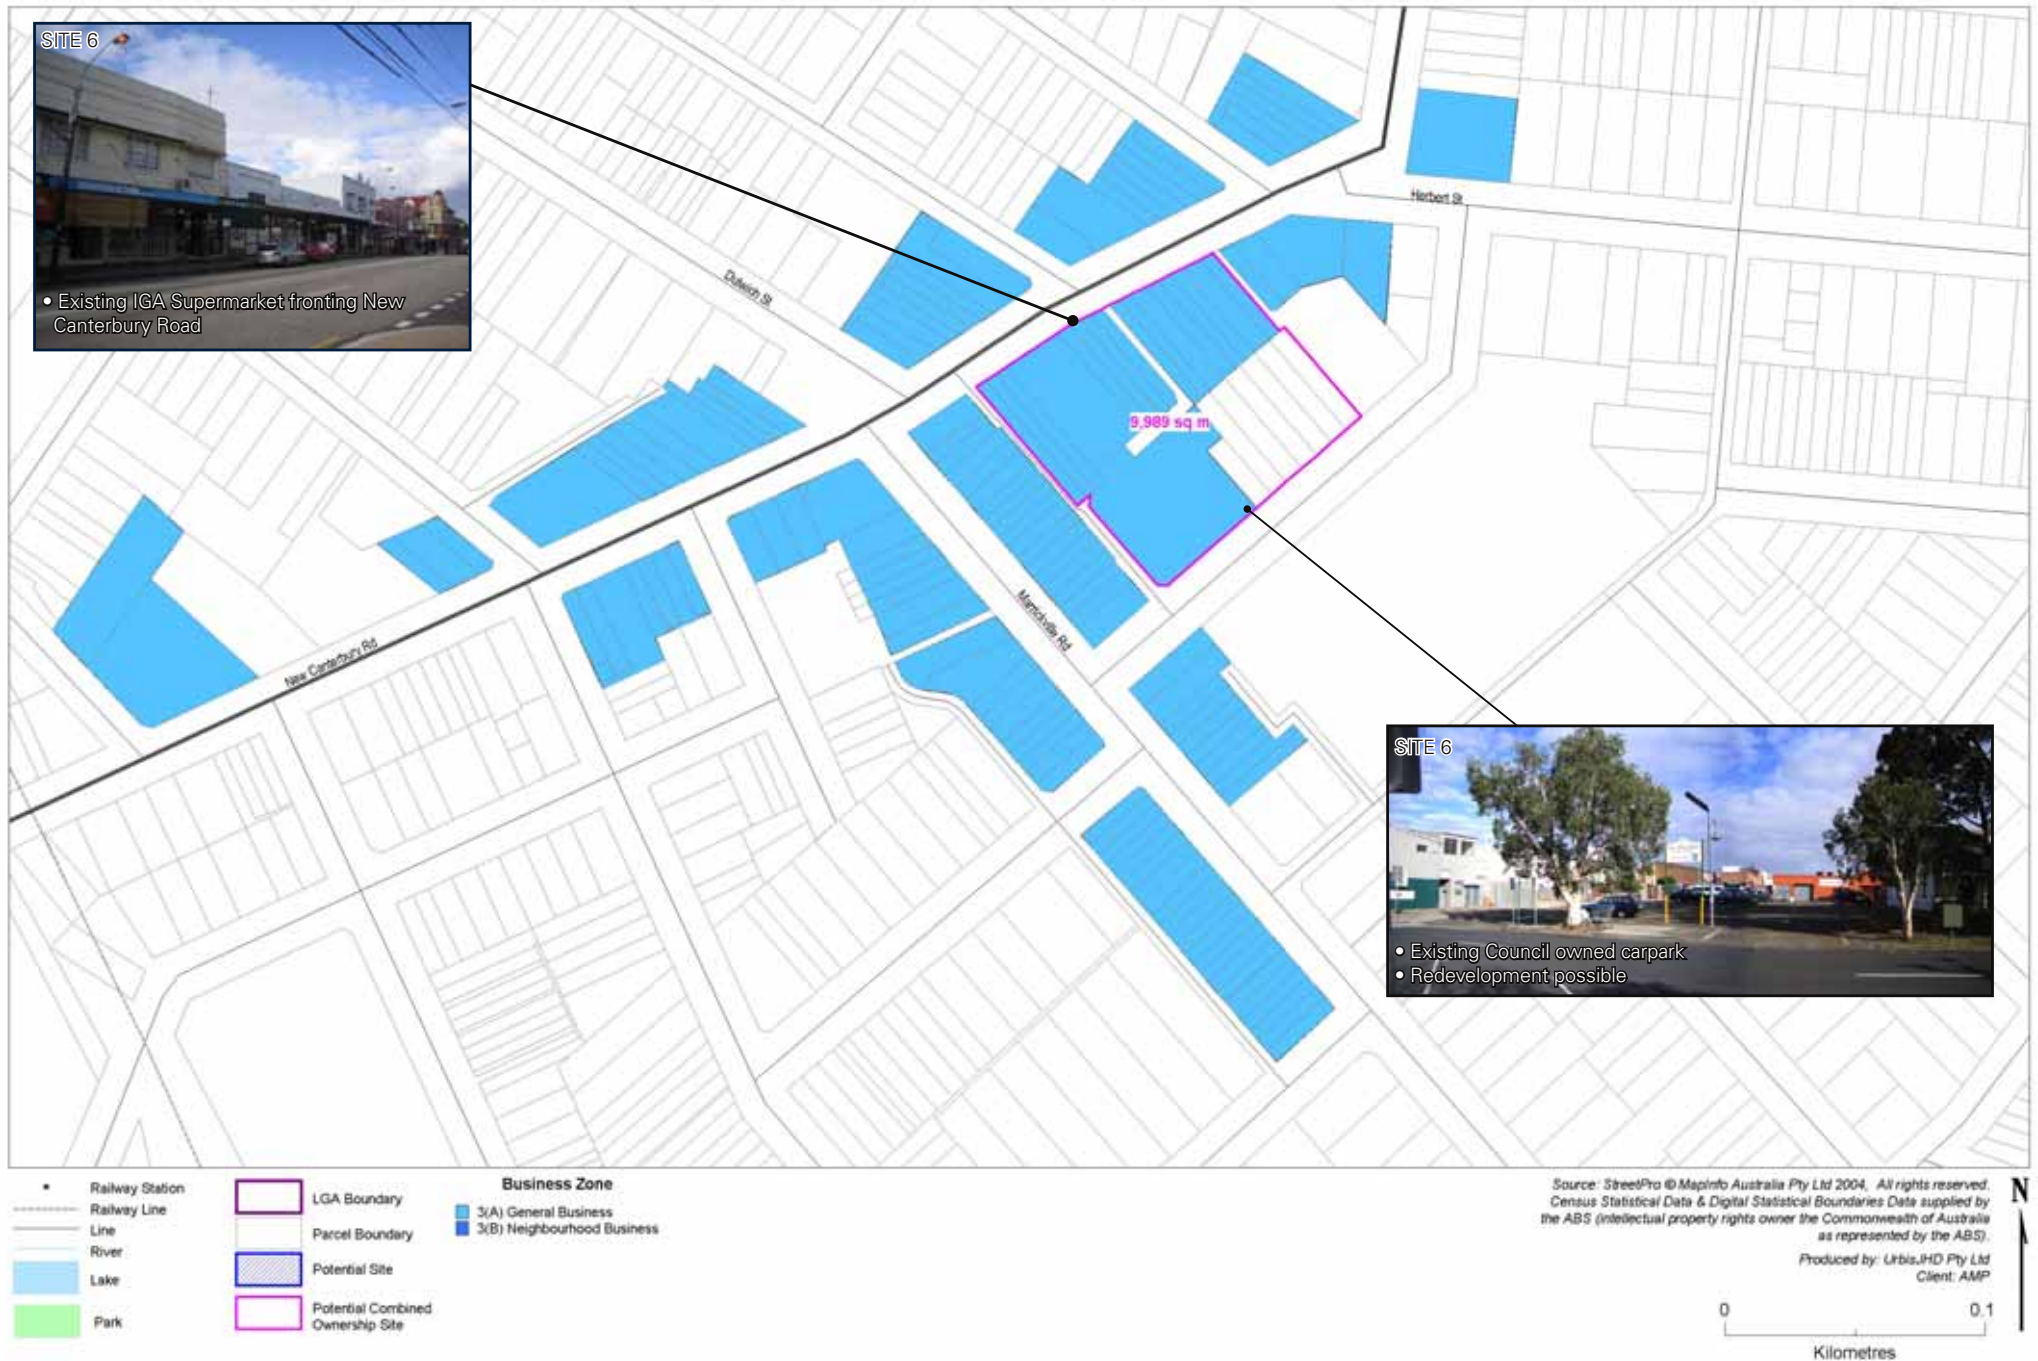 SITE 6
• Existing IGA Supermarket fronting New
Canterbury Road
Herbert St
Dulwich St
9,989 sq m
Marrickville Rd
New Canterbury Rd
SITE 6
• Existing Council owned carpark
• Redevelopment possible
Railway Station
Railway Line
Line
River
Lake
Park
LGA Boundary
Parcel Boundary
Potential Site
Potential Combined
Ownership Site
Business Zone
3(A) General Business
3(B) Neighbourhood Business
Source: StreetPro © MapInfo Australia Pty Ltd 2004, All rights reserved.
Census Statistical Data & Digital Statistical Boundaries Data supplied by
the ABS (intellectual property rights owner the Commonwealth of Australia
as represented by the ABS).
Produced by: UrbisJHD Pty Ltd
Client: AMP
N
0 0.1
Kilometres